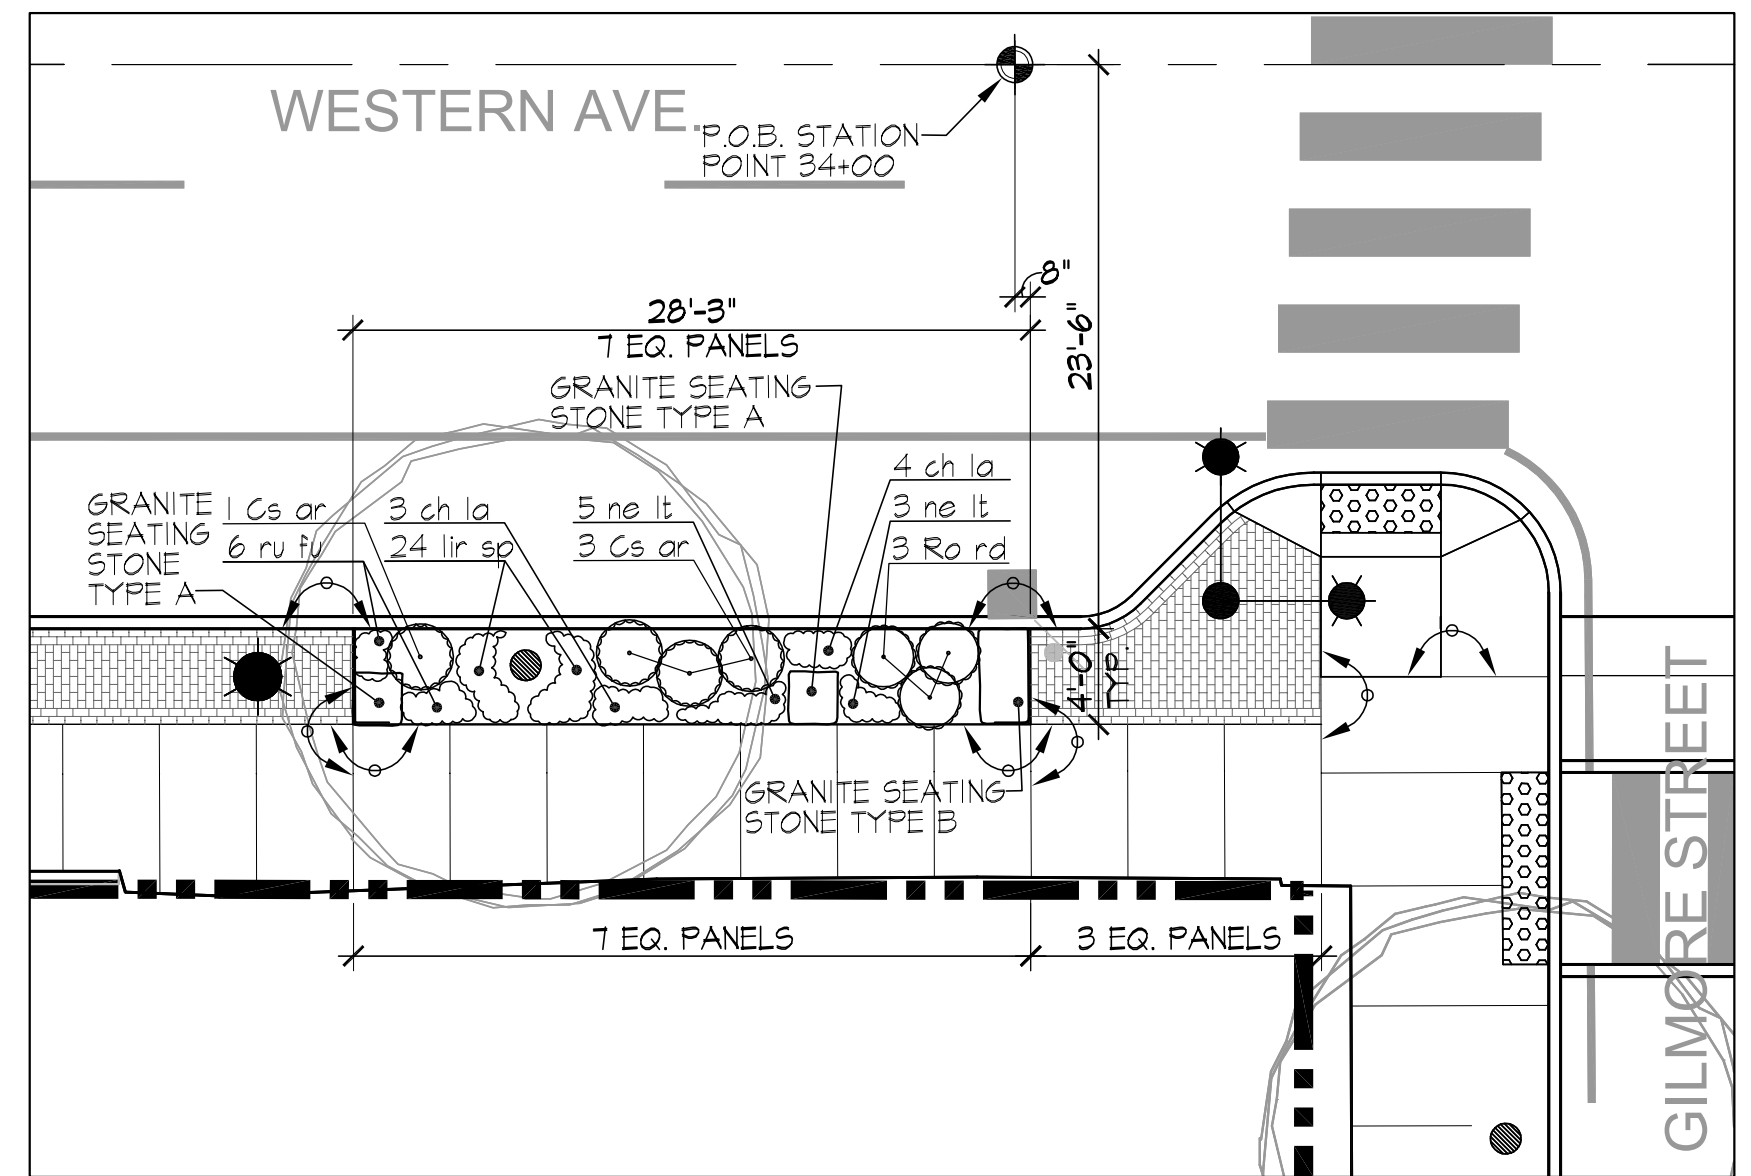 WESTERN AVE.
P.O.B. STATION
POINT 34+00
8"
23'-6"
28'-3"
7 EQ. PANELS
GRANITE SEATING
STONE TYPE A
4 ch la
3 ne lt
3 Ro rd
GRANITE
SEATING
STONE
TYPE A
1 Cs ar
6 ru fu
3 ch la
24 lir sp
5 ne lt
3 Cs ar
4'-0"
TYP.
GRANITE SEATING
STONE TYPE B
7 EQ. PANELS
3 EQ. PANELS
GILMORE STREET